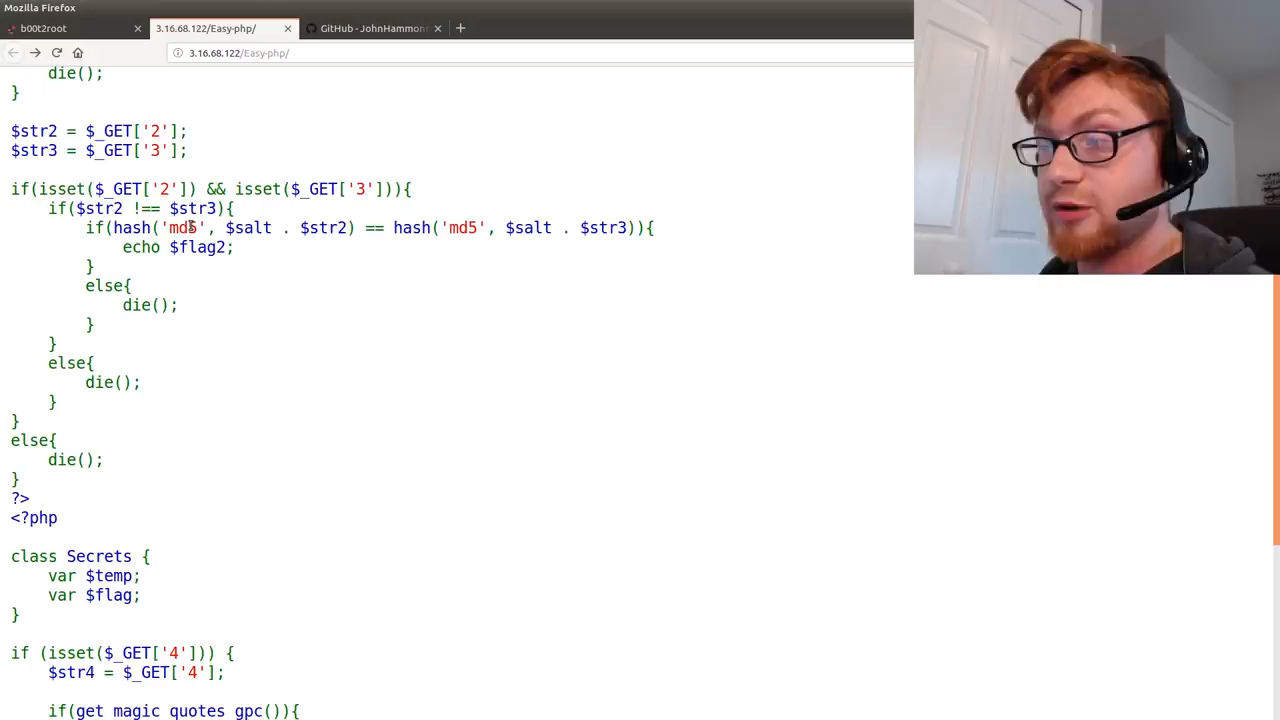 Mozilla Firefox
b00t2root
3.16.68.122/Easy-php/
GitHub - JohnHammon
3.16.68.122/Easy-php/
die();
}
$str2 = $_GET['2'];
$str3 = $_GET['3'];
if(isset($_GET['2']) && isset($_GET['3'])){
if($str2 !== $str3){
if(hash('md5', $salt . $str2) == hash('md5', $salt . $str3)){
echo $flag2;
}
else{
die();
}
}
else{
die();
}
}
else{
die();
}
?>
<?php
class Secrets {
var $temp;
var $flag;
}
if (isset($_GET['4'])) {
$str4 = $_GET['4'];
if(get_magic_quotes_gpc()){